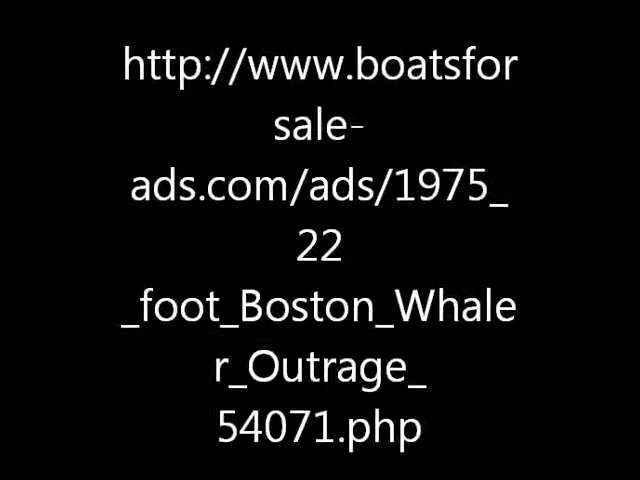 http://www.boatsfor
sale-
ads.com/ads/1975_
22
_foot_Boston_Whale
r_Outrage_
54071.php